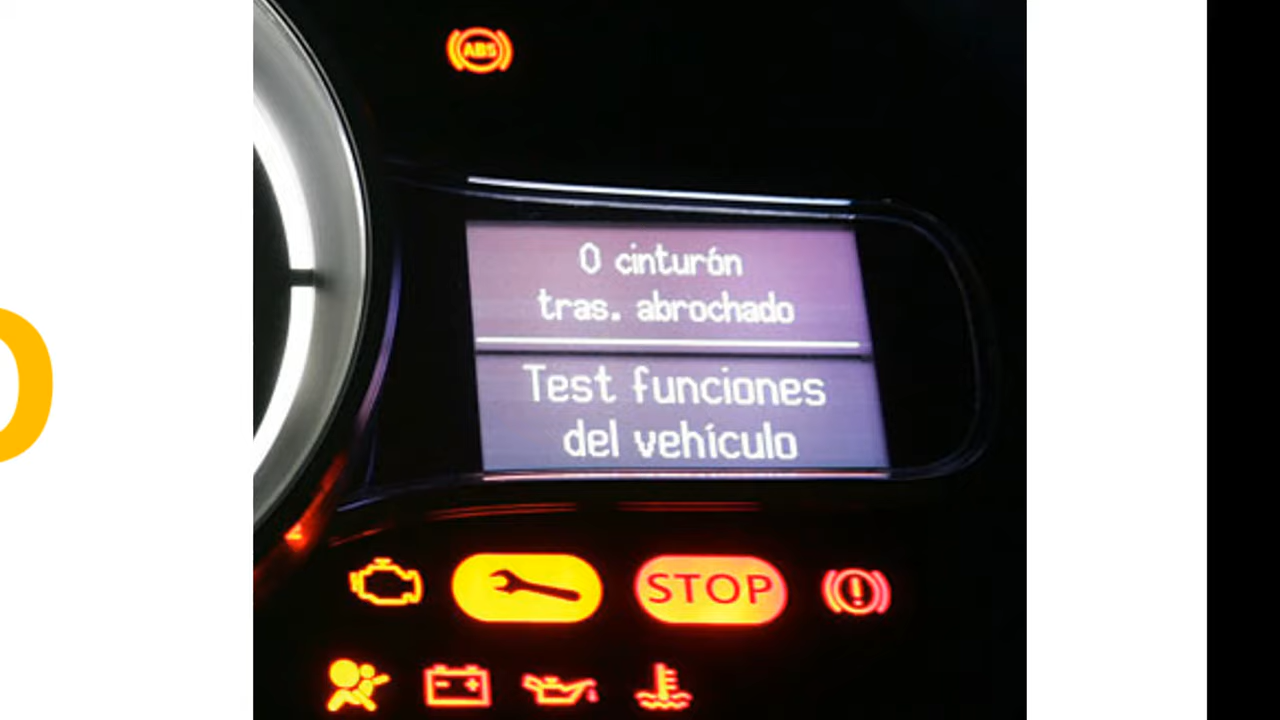 ABS
0 cinturón
tras. abrochado
Test funciones
del vehículo
STOP